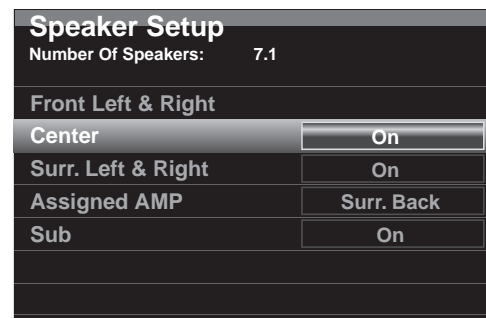 Speaker Setup
Number Of Speakers: 7.1
Front Left & Right
Center On
Surr. Left & Right On
Assigned AMP Surr. Back
Sub On